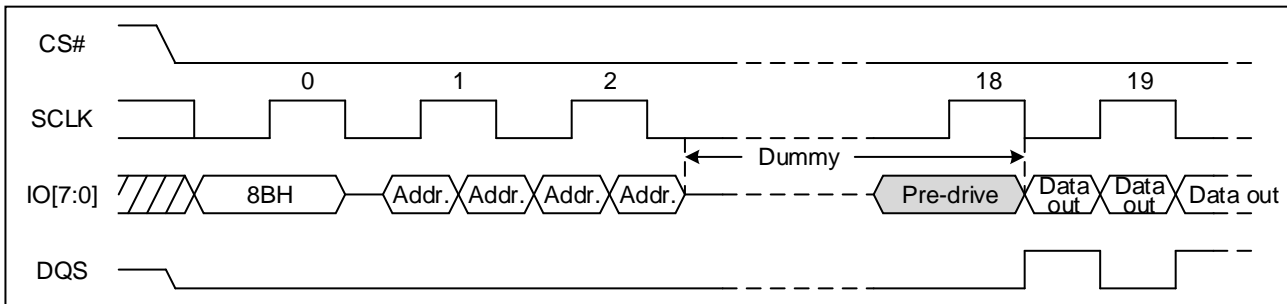 CS#
0 1 2 18 19
SCLK
Dummy
IO[7:0] 8BH Addr. Addr. Addr. Addr. Pre-drive Data out Data out Data out
DQS